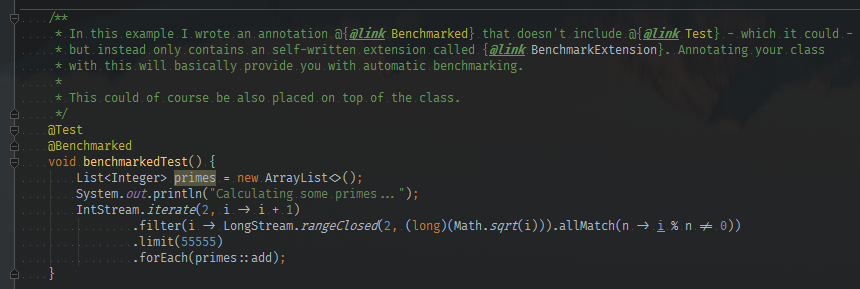 /**
 * In this example I wrote an annotation @{@link Benchmarked} that doesn't include @{@link Test} - which it could -
 * but instead only contains an self-written extension called {@link BenchmarkExtension}. Annotating your class
 * with this will basically provide you with automatic benchmarking.
 *
 * This could of course be also placed on top of the class.
 */
@Test
@Benchmarked
void benchmarkedTest() {
    List<Integer> primes = new ArrayList<>();
    System.out.println("Calculating some primes...");
    IntStream.iterate(2, i -> i + 1)
            .filter(i -> LongStream.rangeClosed(2, (long)(Math.sqrt(i))).allMatch(n -> i % n != 0))
            .limit(55555)
            .forEach(primes::add);
}